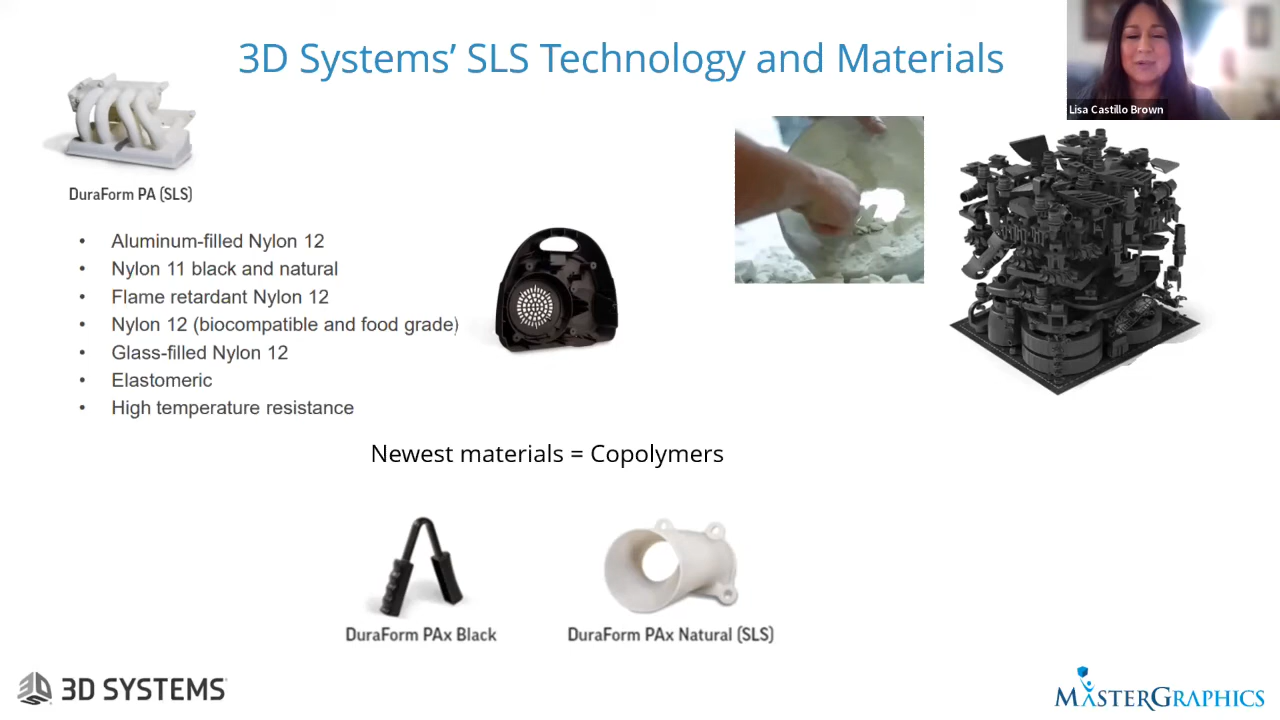 3D Systems’ SLS Technology and Materials
Lisa Castillo Brown
DuraForm PA (SLS)
• Aluminum-filled Nylon 12
• Nylon 11 black and natural
• Flame retardant Nylon 12
• Nylon 12 (biocompatible and food grade)
• Glass-filled Nylon 12
• Elastomeric
• High temperature resistance
Newest materials = Copolymers
DuraForm PAx Black
DuraForm PAx Natural (SLS)
3D SYSTEMS
MASTERGRAPHICS